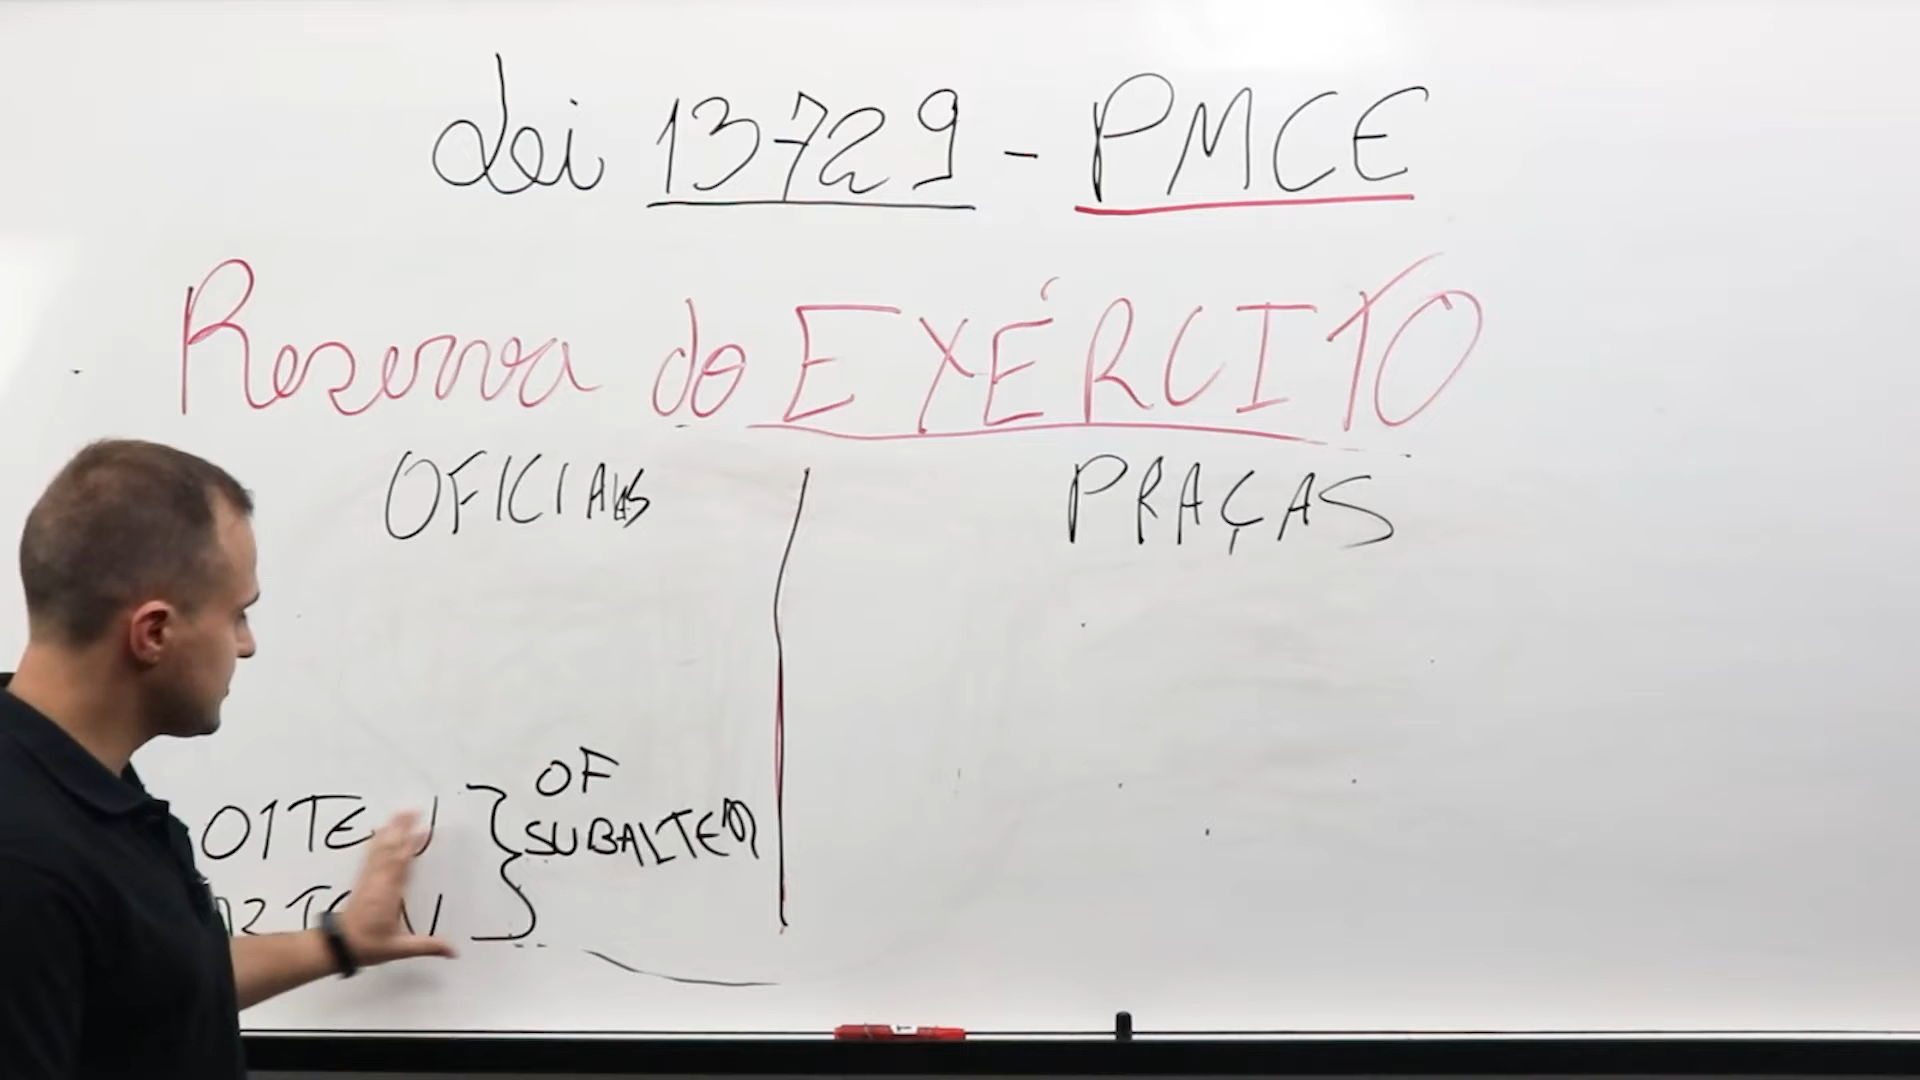 Lei 13729 - PMCE
Reserva do EXÉRCITO
OFICIAIS
PRAÇAS
OF
SUBALTERN